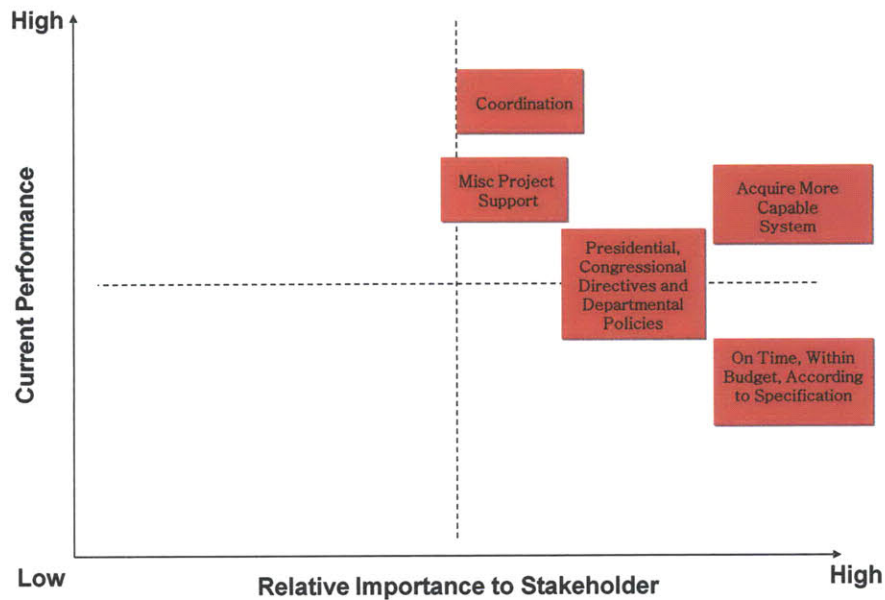 High
Coordination
Misc Project
Support
Acquire More
Capable
System
Presidential,
Congressional
Directives and
Departmental
Policies
On Time, Within
Budget, According
to Specification
Current Performance
Low
Relative Importance to Stakeholder
High